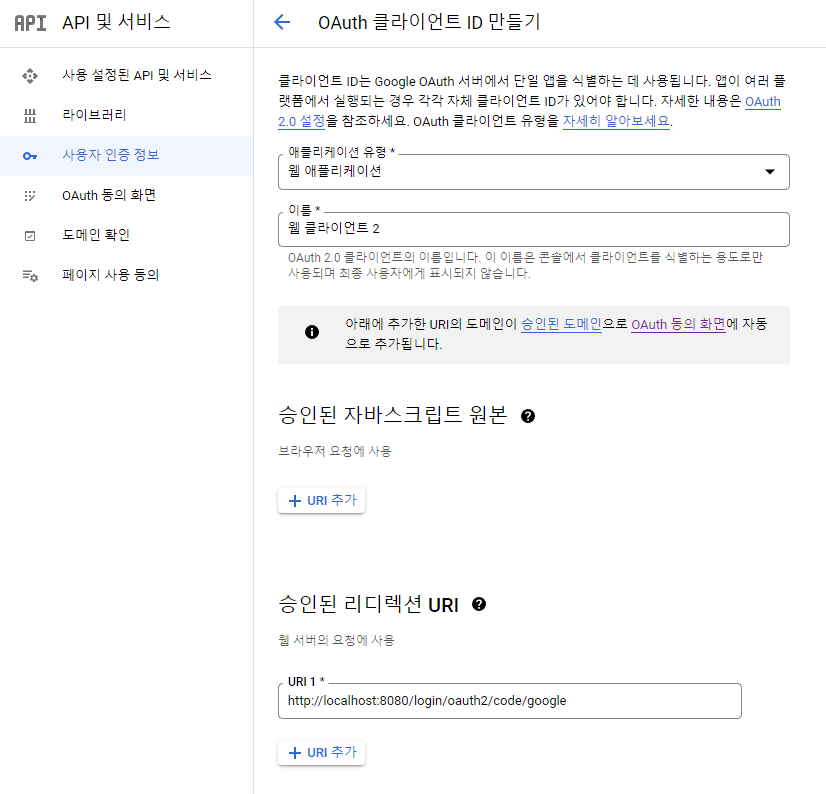 API API 및 서비스
OAuth 클라이언트 ID 만들기
사용 설정된 API 및 서비스
라이브러리
사용자 인증 정보
OAuth 동의 화면
도메인 확인
페이지 사용 동의
클라이언트 ID는 Google OAuth 서버에서 단일 앱을 식별하는 데 사용됩니다. 앱이 여러 플
랫폼에서 실행되는 경우 각각 자체 클라이언트 ID가 있어야 합니다. 자세한 내용은 OAuth
2.0 설정을 참조하세요. OAuth 클라이언트 유형을 자세히 알아보세요.
애플리케이션 유형 *
웹 애플리케이션
이름 *
웹 클라이언트 2
OAuth 2.0 클라이언트의 이름입니다. 이 이름은 콘솔에서 클라이언트를 식별하는 용도로만
사용되며 최종 사용자에게 표시되지 않습니다.
아래에 추가한 URI의 도메인이 승인된 도메인으로 OAuth 동의 화면에 자동
으로 추가됩니다.
승인된 자바스크립트 원본
브라우저 요청에 사용
+ URI 추가
승인된 리디렉션 URI
웹 서버의 요청에 사용
URI 1 *
http://localhost:8080/login/oauth2/code/google
+ URI 추가